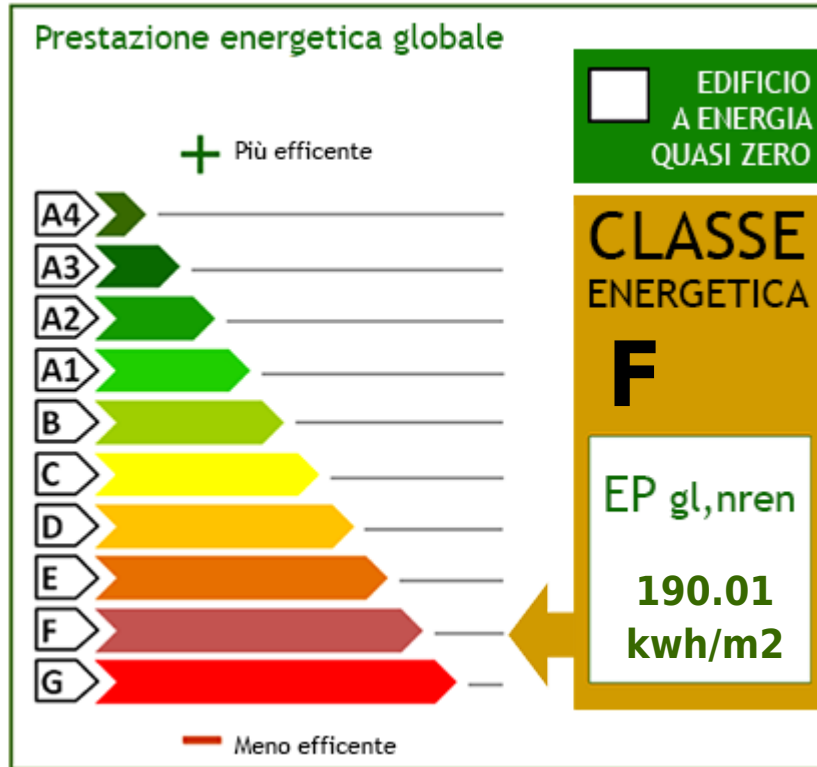 Prestazione energetica globale
Più efficente
A4
A3
A2
A1
B
C
D
E
F
G
Meno efficente
EDIFICIO
A ENERGIA
QUASI ZERO
CLASSE
ENERGETICA
F
EP gl,nren
190.01
kwh/m2